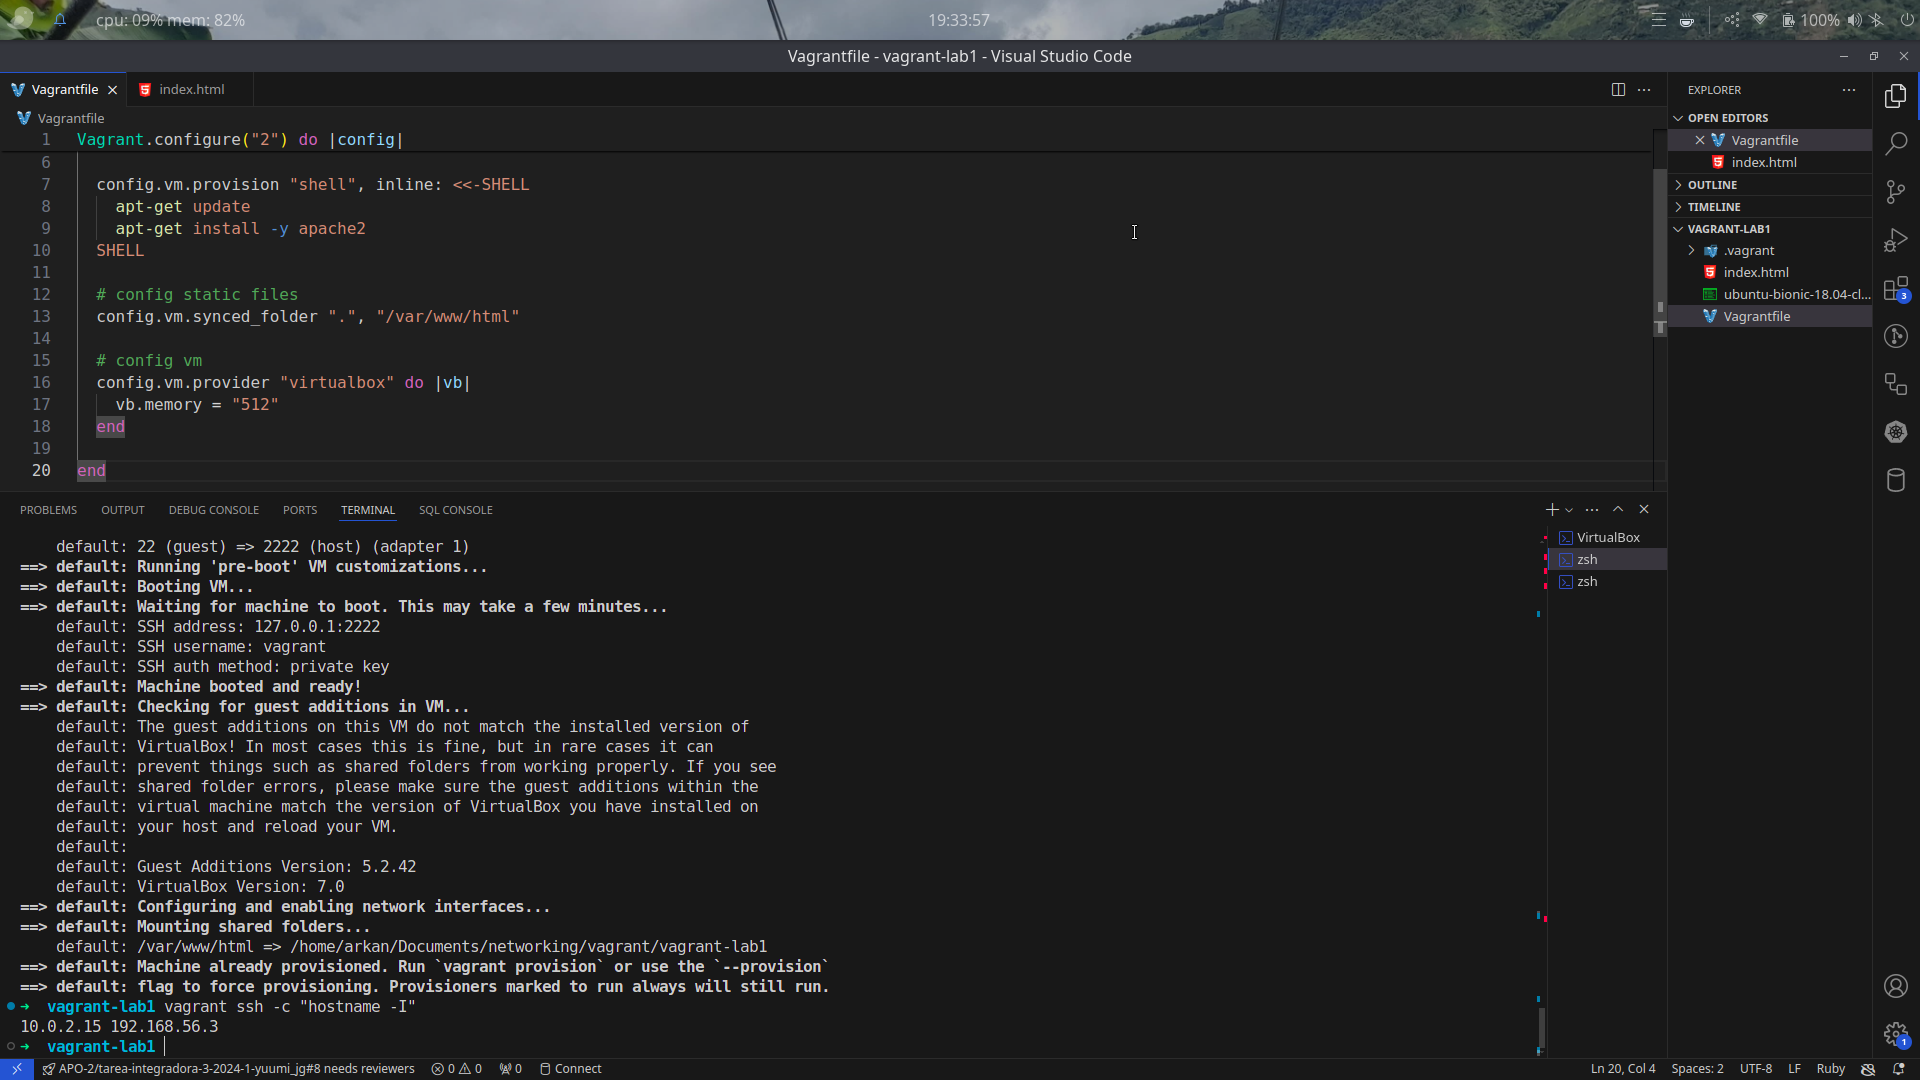 cpu: 09% mem: 82%
19:33:57
100%
Vagrantfile - vagrant-lab1 - Visual Studio Code
Vagrantfile
index.html
Vagrantfile
1 Vagrant.configure("2") do |config|
6
7 config.vm.provision "shell", inline: <<-SHELL
8 apt-get update
9 apt-get install -y apache2
10 SHELL
11
12 # config static files
13 config.vm.synced_folder ".", "/var/www/html"
14
15 # config vm
16 config.vm.provider "virtualbox" do |vb|
17 vb.memory = "512"
18 end
19
20 end
EXPLORER
OPEN EDITORS
Vagrantfile
index.html
OUTLINE
TIMELINE
VAGRANT-LAB1
.vagrant
index.html
ubuntu-bionic-18.04-cl...
Vagrantfile
3
PROBLEMS OUTPUT DEBUG CONSOLE PORTS TERMINAL SQL CONSOLE
default: 22 (guest) => 2222 (host) (adapter 1)
==> default: Running 'pre-boot' VM customizations...
==> default: Booting VM...
==> default: Waiting for machine to boot. This may take a few minutes...
default: SSH address: 127.0.0.1:2222
default: SSH username: vagrant
default: SSH auth method: private key
==> default: Machine booted and ready!
==> default: Checking for guest additions in VM...
default: The guest additions on this VM do not match the installed version of
default: VirtualBox! In most cases this is fine, but in rare cases it can
default: prevent things such as shared folders from working properly. If you see
default: shared folder errors, please make sure the guest additions within the
default: virtual machine match the version of VirtualBox you have installed on
default: your host and reload your VM.
default:
default: Guest Additions Version: 5.2.42
default: VirtualBox Version: 7.0
==> default: Configuring and enabling network interfaces...
==> default: Mounting shared folders...
default: /var/www/html => /home/arkan/Documents/networking/vagrant/vagrant-lab1
==> default: Machine already provisioned. Run `vagrant provision` or use the `--provision`
==> default: flag to force provisioning. Provisioners marked to run always will still run.
➜ vagrant-lab1 vagrant ssh -c "hostname -I"
10.0.2.15 192.168.56.3
➜ vagrant-lab1
VirtualBox
zsh
zsh
1
APO-2/tarea-integradora-3-2024-1-yuumi_jg#8 needs reviewers 0 0 0 Connect
Ln 20, Col 4 Spaces: 2 UTF-8 LF Ruby